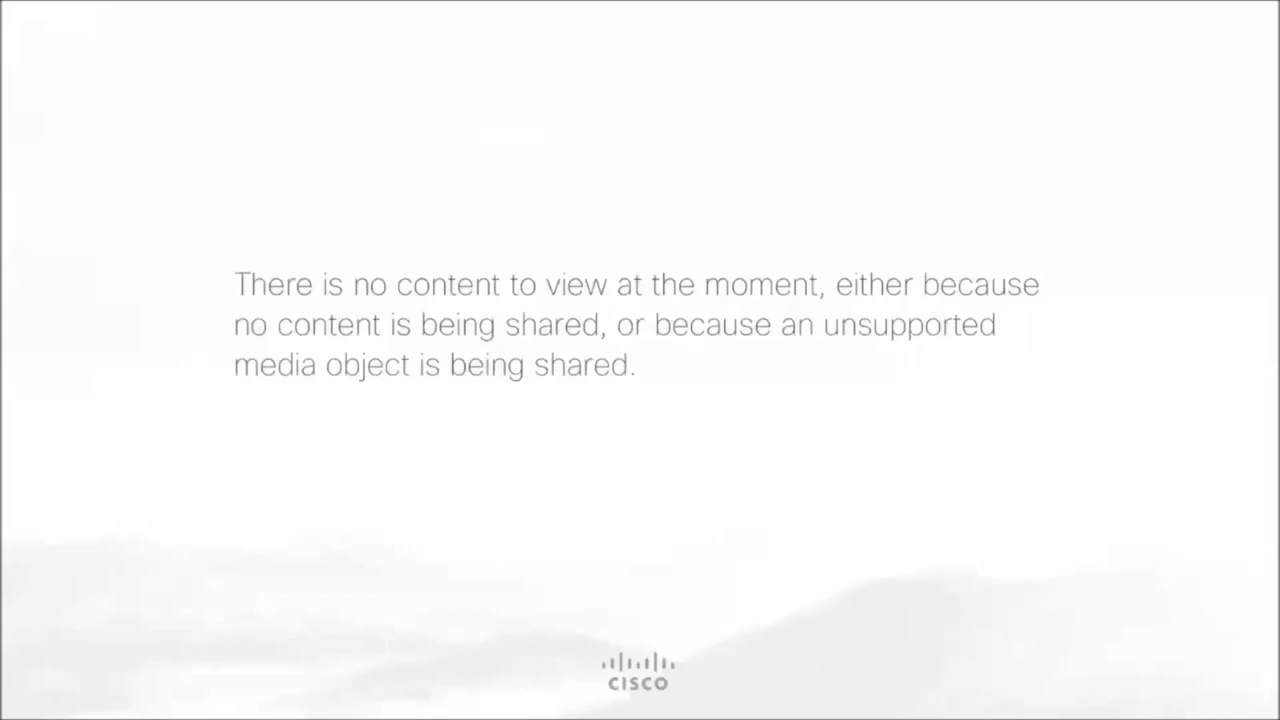 There is no content to view at the moment, either because
no content is being shared, or because an unsupported
media object is being shared.
CISCO